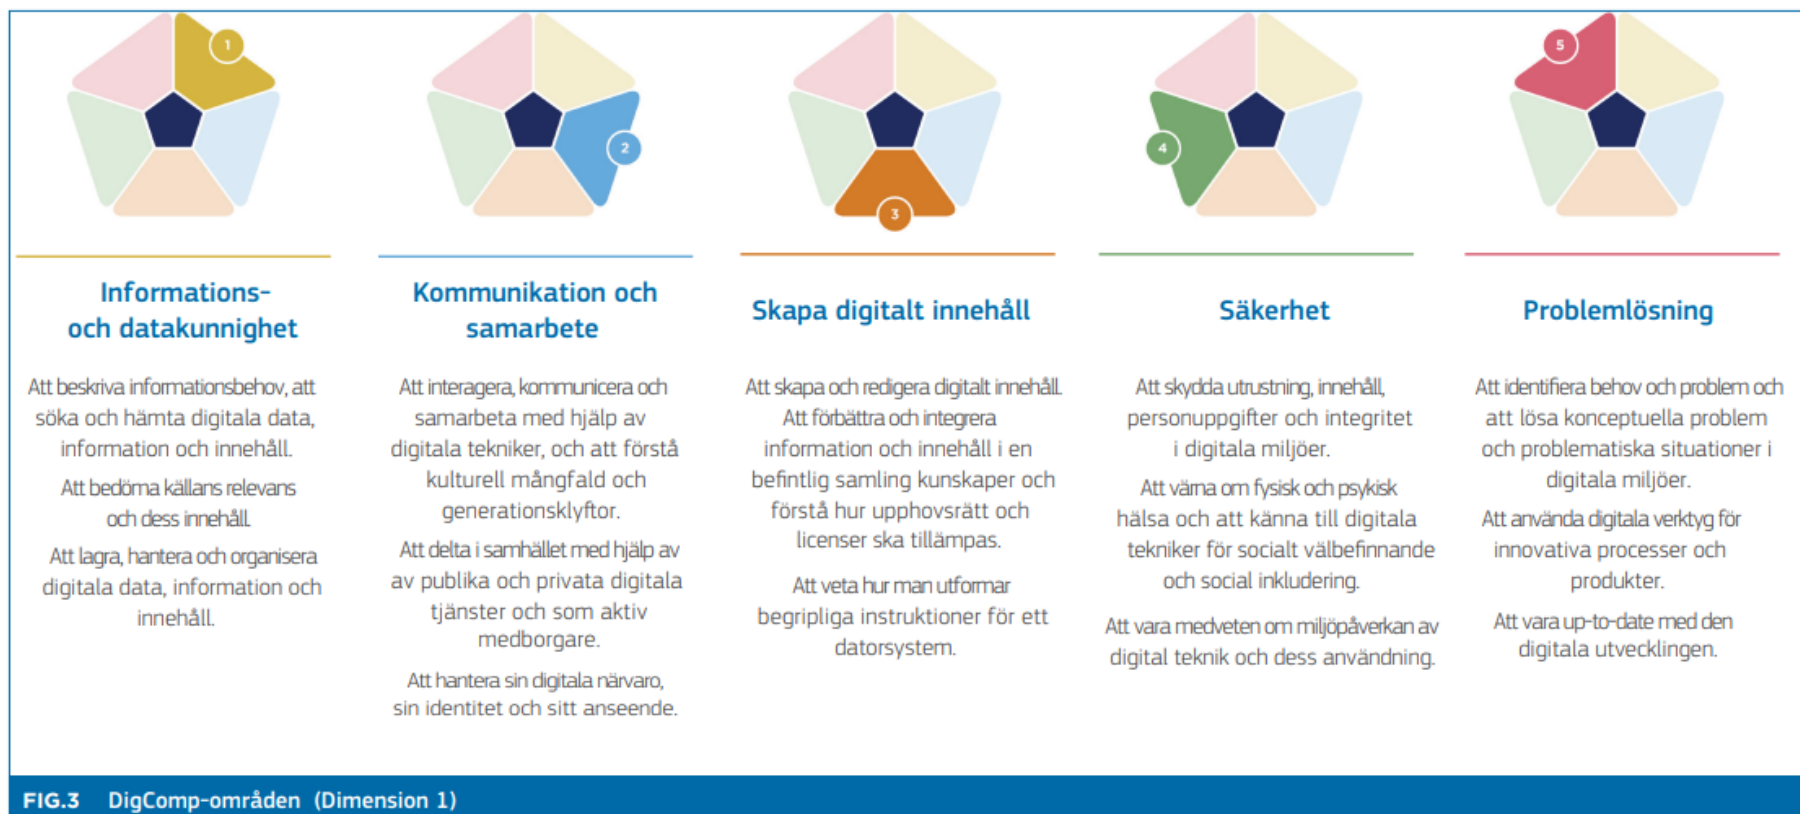 1
Informations-
och datakunnighet
Att beskriva informationsbehov, att
söka och hämta digitala data,
information och innehåll.
Att bedöma källans relevans
och dess innehåll.
Att lagra, hantera och organisera
digitala data, information och
innehåll.
2
Kommunikation och
samarbete
Att interagera, kommunicera och
samarbeta med hjälp av
digitala tekniker, och att förstå
kulturell mångfald och
generationsklyftor.
Att delta i samhället med hjälp av
av publika och privata digitala
tjänster och som aktiv
medborgare.
Att hantera sin digitala närvaro,
sin identitet och sitt anseende.
3
Skapa digitalt innehåll
Att skapa och redigera digitalt innehåll.
Att förbättra och integrera
information och innehåll i en
befintlig samling kunskaper och
förstå hur upphovsrätt och
licenser ska tillämpas.
Att veta hur man utformar
begripliga instruktioner för ett
datorsystem.
4
Säkerhet
Att skydda utrustning, innehåll,
personuppgifter och integritet
i digitala miljöer.
Att värna om fysisk och psykisk
hälsa och att känna till digitala
tekniker för socialt välbefinnande
och social inkludering.
Att vara medveten om miljöpåverkan av
digital teknik och dess användning.
5
Problemlösning
Att identifiera behov och problem och
att lösa konceptuella problem
och problematiska situationer i
digitala miljöer.
Att använda digitala verktyg för
innovativa processer och
produkter.
Att vara up-to-date med den
digitala utvecklingen.
FIG.3 DigComp-områden (Dimension 1)